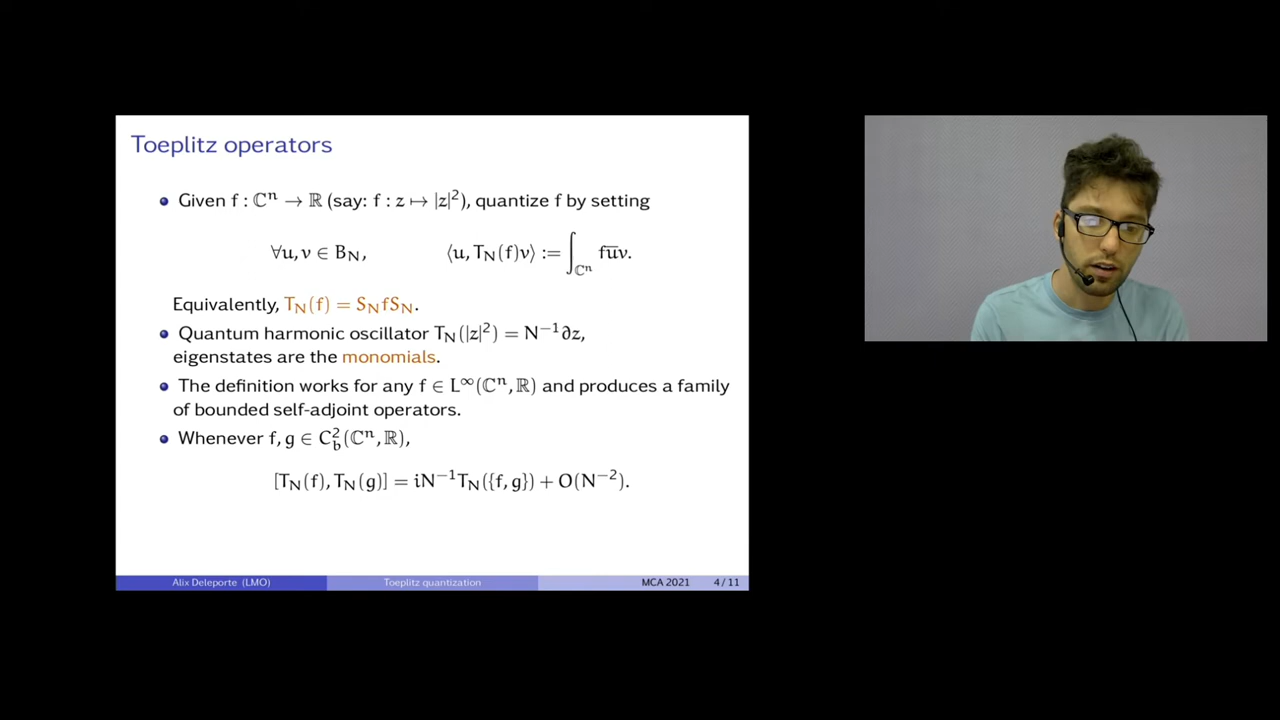 Toeplitz operators
Given f : ℂⁿ → ℝ (say: f : z ↦ |z|²), quantize f by setting
∀u, v ∈ B_N, ⟨u, T_N(f)v⟩ := ∫_{ℂⁿ} fu̅v.
Equivalently, T_N(f) = S_N f S_N.
Quantum harmonic oscillator T_N(|z|²) = N⁻¹∂z,
eigenstates are the monomials.
The definition works for any f ∈ L^∞(ℂⁿ, ℝ) and produces a family
of bounded self-adjoint operators.
Whenever f, g ∈ C_b²(ℂⁿ, ℝ),
[T_N(f), T_N(g)] = iN⁻¹T_N({f, g}) + O(N⁻²).
Alix Deleporte (LMO) Toeplitz quantization MCA 2021 4 / 11